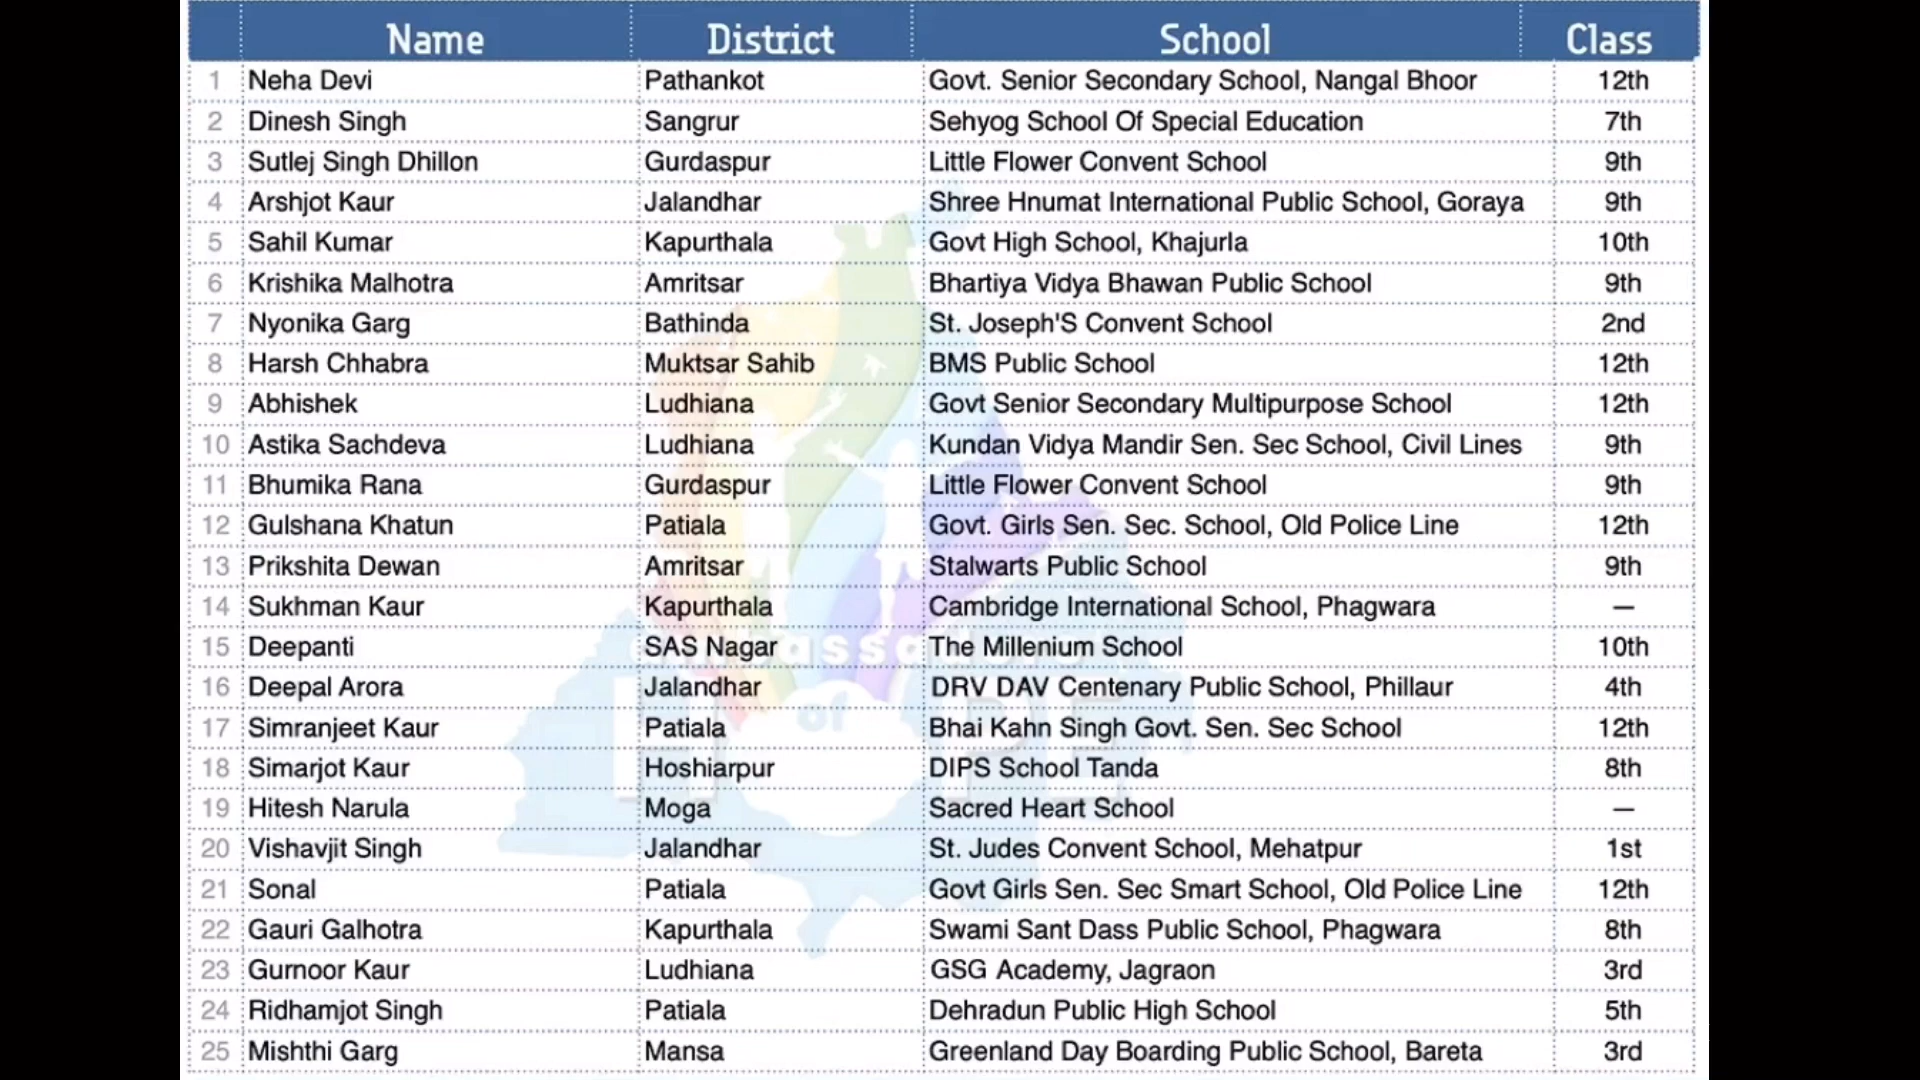 Name District School Class
1 Neha Devi Pathankot Govt. Senior Secondary School, Nangal Bhoor 12th
2 Dinesh Singh Sangrur Sehyog School Of Special Education 7th
3 Sutlej Singh Dhillon Gurdaspur Little Flower Convent School 9th
4 Arshjot Kaur Jalandhar Shree Hnumat International Public School, Goraya 9th
5 Sahil Kumar Kapurthala Govt High School, Khajurla 10th
6 Krishika Malhotra Amritsar Bhartiya Vidya Bhawan Public School 9th
7 Nyonika Garg Bathinda St. Joseph'S Convent School 2nd
8 Harsh Chhabra Muktsar Sahib BMS Public School 12th
9 Abhishek Ludhiana Govt Senior Secondary Multipurpose School 12th
10 Astika Sachdeva Ludhiana Kundan Vidya Mandir Sen. Sec School, Civil Lines 9th
11 Bhumika Rana Gurdaspur Little Flower Convent School 9th
12 Gulshana Khatun Patiala Govt. Girls Sen. Sec. School, Old Police Line 12th
13 Prikshita Dewan Amritsar Stalwarts Public School 9th
14 Sukhman Kaur Kapurthala Cambridge International School, Phagwara —
15 Deepanti SAS Nagar The Millenium School 10th
16 Deepal Arora Jalandhar DRV DAV Centenary Public School, Phillaur 4th
17 Simranjeet Kaur Patiala Bhai Kahn Singh Govt. Sen. Sec School 12th
18 Simarjot Kaur Hoshiarpur DIPS School Tanda 8th
19 Hitesh Narula Moga Sacred Heart School —
20 Vishavjit Singh Jalandhar St. Judes Convent School, Mehatpur 1st
21 Sonal Patiala Govt Girls Sen. Sec Smart School, Old Police Line 12th
22 Gauri Galhotra Kapurthala Swami Sant Dass Public School, Phagwara 8th
23 Gurnoor Kaur Ludhiana GSG Academy, Jagraon 3rd
24 Ridhamjot Singh Patiala Dehradun Public High School 5th
25 Mishthi Garg Mansa Greenland Day Boarding Public School, Bareta 3rd
ambassadors
of
HOPE